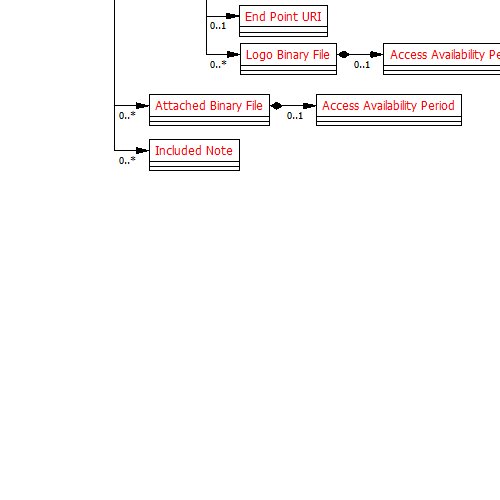 End Point URI
0..1
Logo Binary File
Access Availability Pe
0..*
0..1
Attached Binary File
Access Availability Period
0..*
0..1
Included Note
0..*